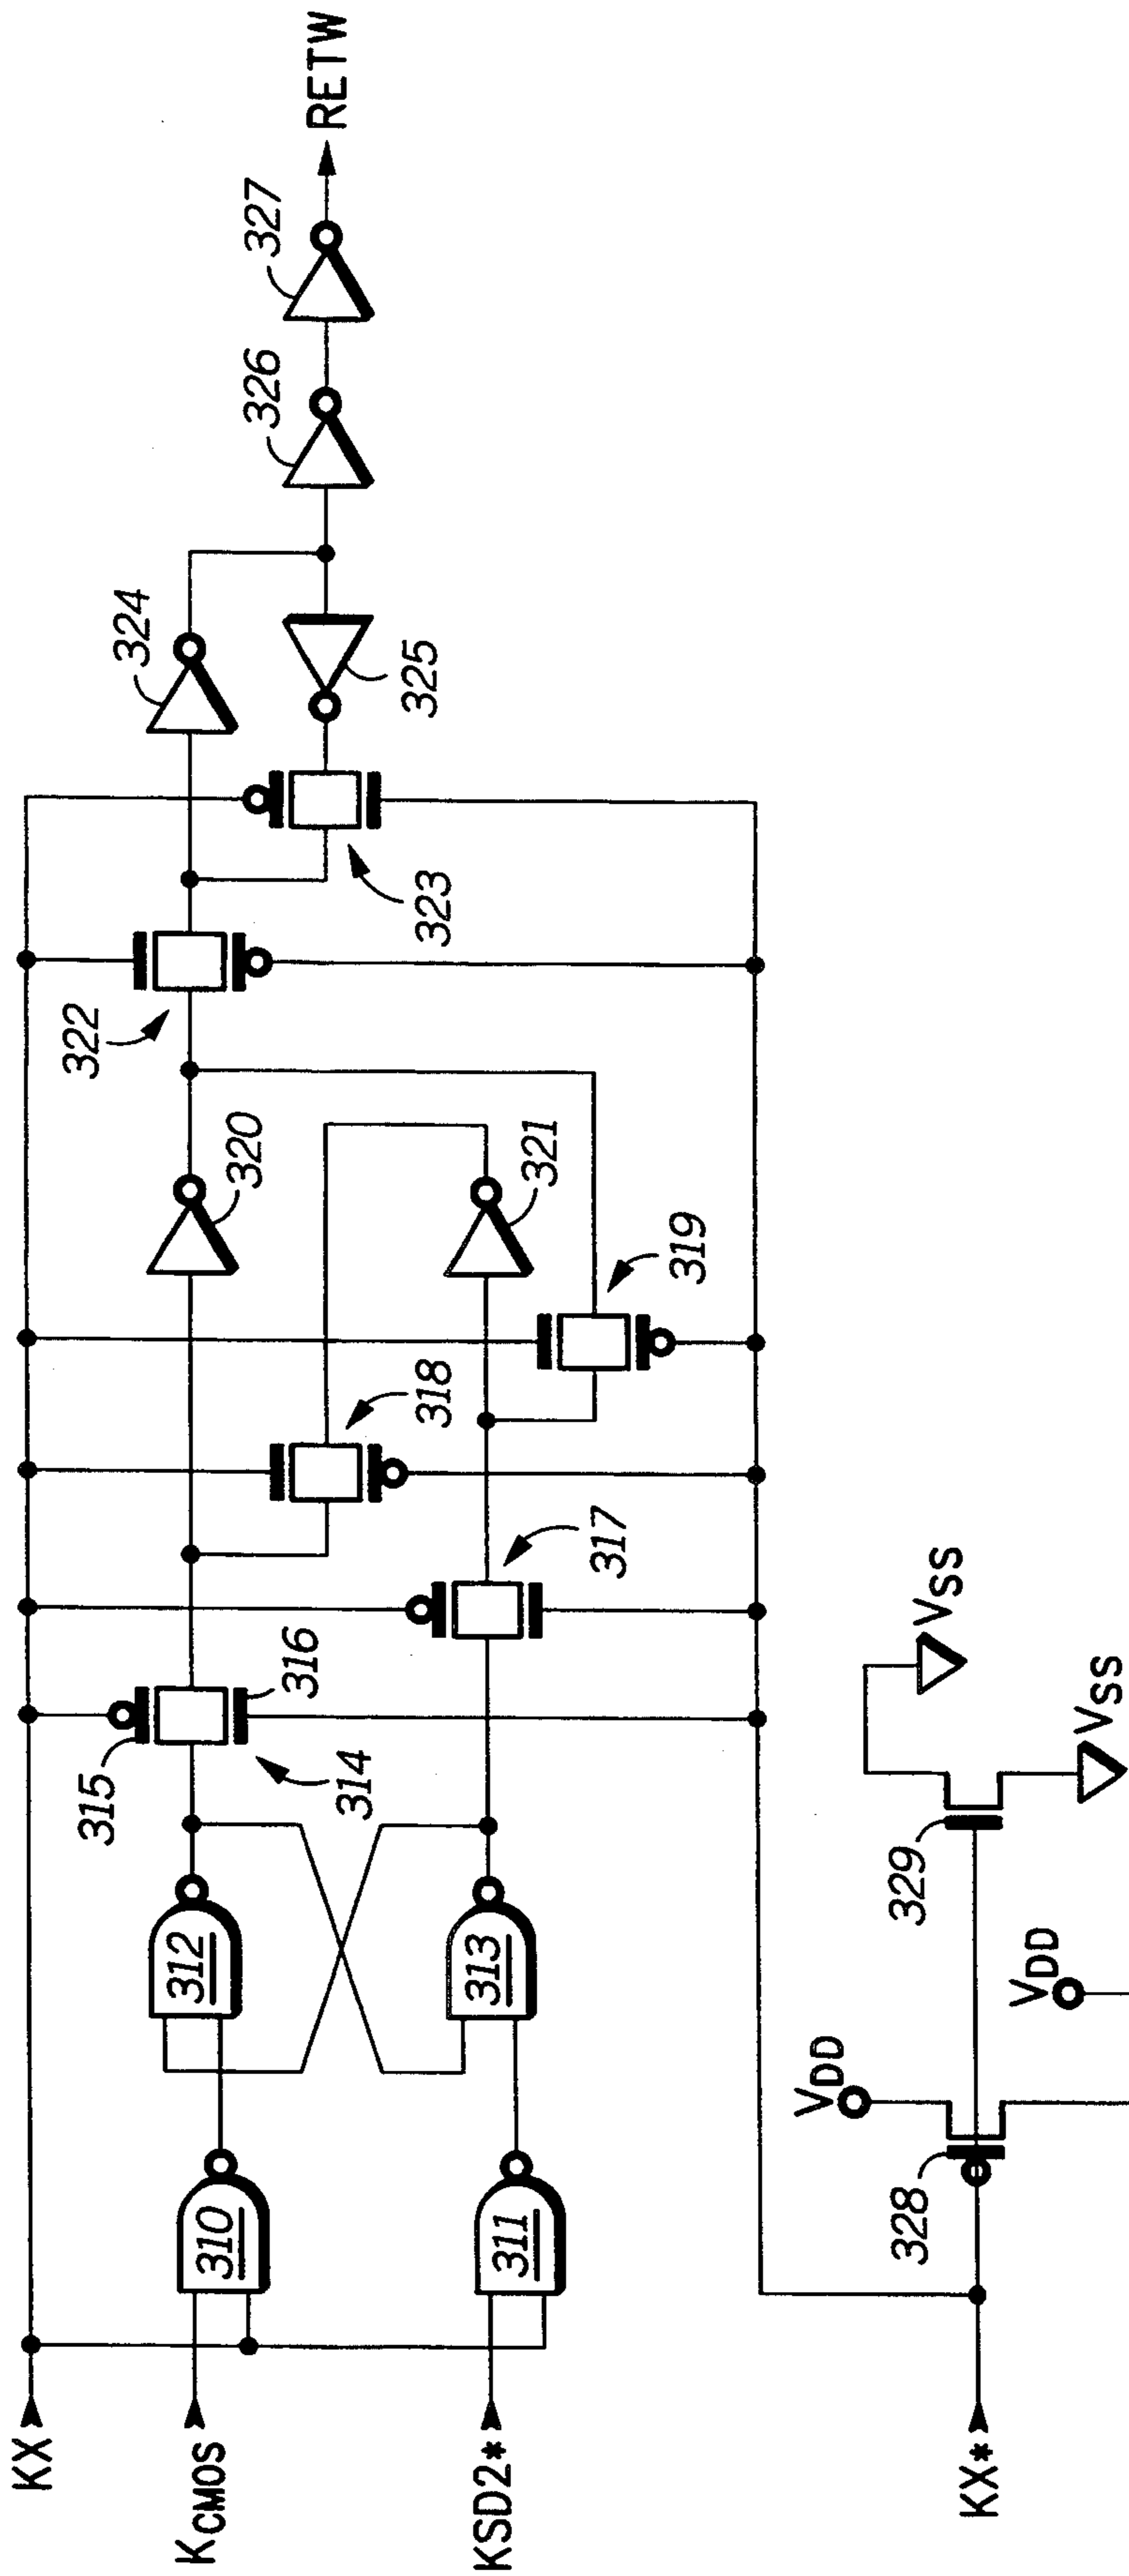 KX
KCMOS
KSD2*
KX*
310
311
312
313
314
315
316
317
318
319
320
321
322
323
324
325
326
327
RETW
328
329
VDD
VDD
VSS
VSS